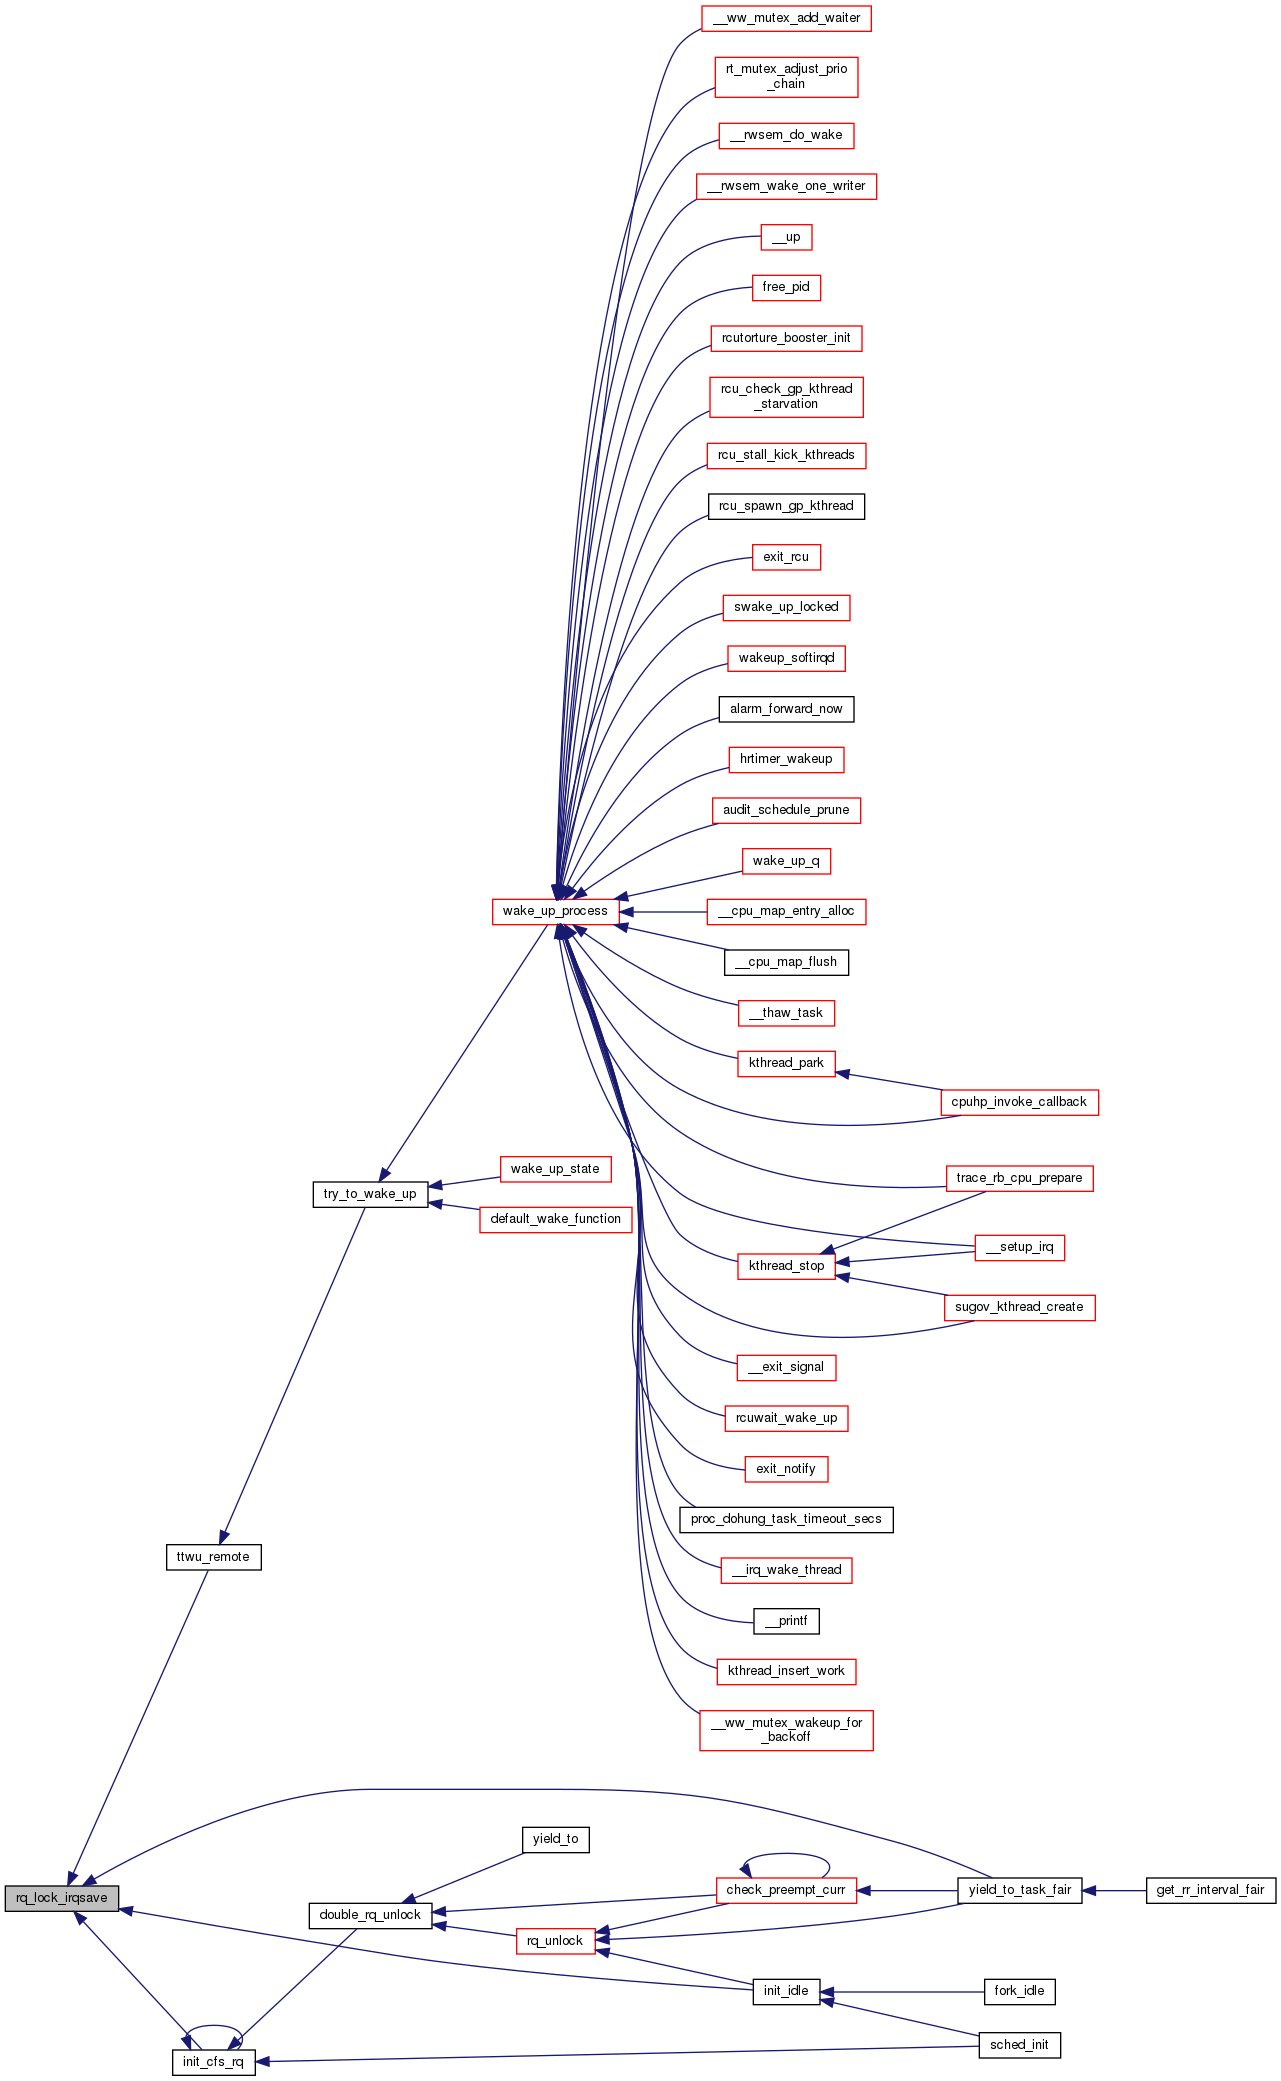 __ww_mutex_add_waiter
rt_mutex_adjust_prio
_chain
__rwsem_do_wake
__rwsem_wake_one_writer
__up
free_pid
rcutorture_booster_init
rcu_check_gp_kthread
_starvation
rcu_stall_kick_kthreads
rcu_spawn_gp_kthread
exit_rcu
swake_up_locked
wakeup_softirqd
alarm_forward_now
hrtimer_wakeup
audit_schedule_prune
wake_up_q
wake_up_process
__cpu_map_entry_alloc
__cpu_map_flush
__thaw_task
kthread_park
cpuhp_invoke_callback
wake_up_state
trace_rb_cpu_prepare
try_to_wake_up
default_wake_function
__setup_irq
kthread_stop
sugov_kthread_create
__exit_signal
rcuwait_wake_up
exit_notify
proc_dohung_task_timeout_secs
ttwu_remote
__irq_wake_thread
__printf
kthread_insert_work
__ww_mutex_wakeup_for
_backoff
yield_to
rq_lock_irqsave
check_preempt_curr
yield_to_task_fair
get_rr_interval_fair
double_rq_unlock
rq_unlock
init_idle
fork_idle
sched_init
init_cfs_rq